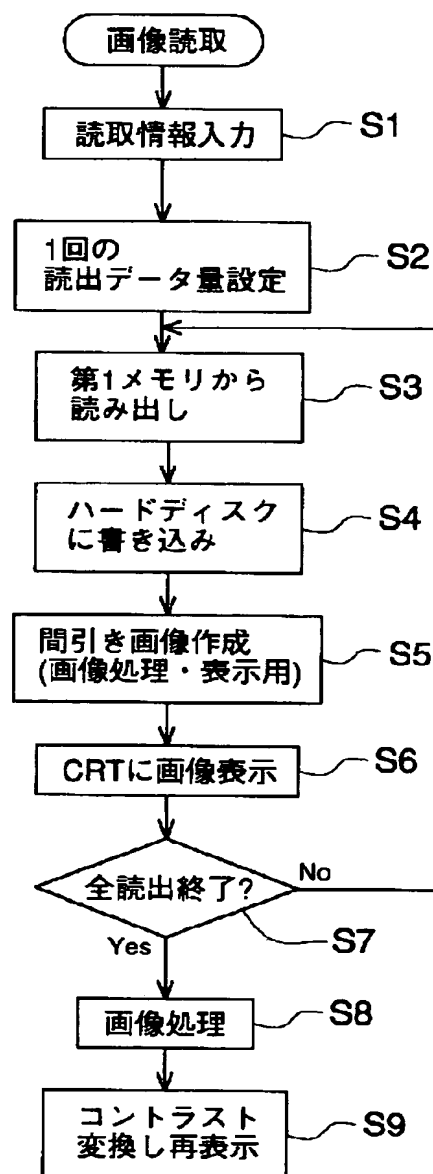 画像読取
読取情報入力
S1
1回の
読出データ量設定
S2
第1メモリから
読み出し
S3
ハードディスク
に書き込み
S4
間引き画像作成
(画像処理・表示用)
S5
CRTに画像表示
S6
全読出終了?
No
S7
Yes
画像処理
S8
コントラスト
変換し再表示
S9